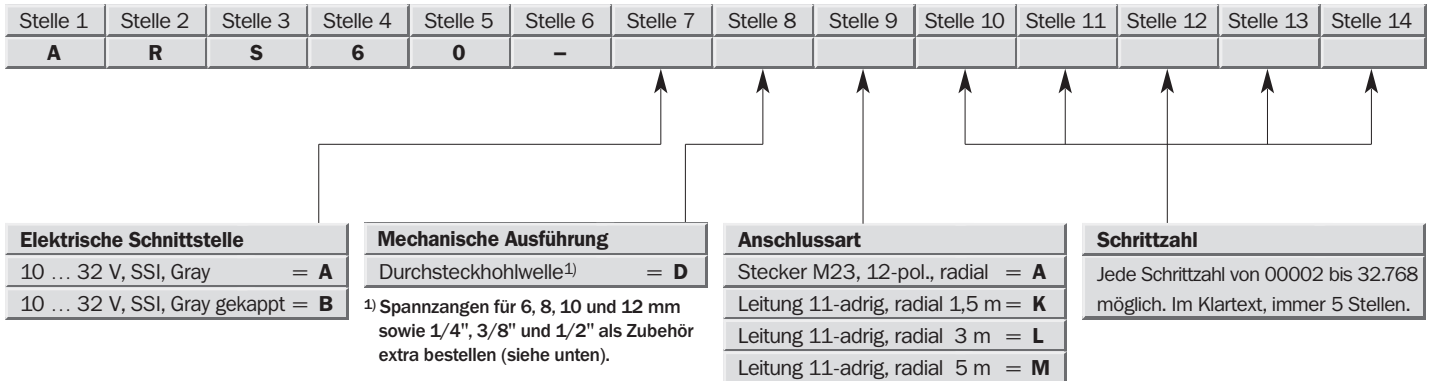 Stelle 1 Stelle 2 Stelle 3 Stelle 4 Stelle 5 Stelle 6 Stelle 7 Stelle 8 Stelle 9 Stelle 10 Stelle 11 Stelle 12 Stelle 13 Stelle 14
A R S 6 0 –
Elektrische Schnittstelle
10 … 32 V, SSI, Gray = A
10 … 32 V, SSI, Gray gekappt = B
Mechanische Ausführung
Durchsteckhohlwelle1) = D
1) Spannzangen für 6, 8, 10 und 12 mm
sowie 1/4", 3/8" und 1/2" als Zubehör
extra bestellen (siehe unten).
Anschlussart
Stecker M23, 12-pol., radial = A
Leitung 11-adrig, radial 1,5 m = K
Leitung 11-adrig, radial 3 m = L
Leitung 11-adrig, radial 5 m = M
Schrittzahl
Jede Schrittzahl von 00002 bis 32.768
möglich. Im Klartext, immer 5 Stellen.